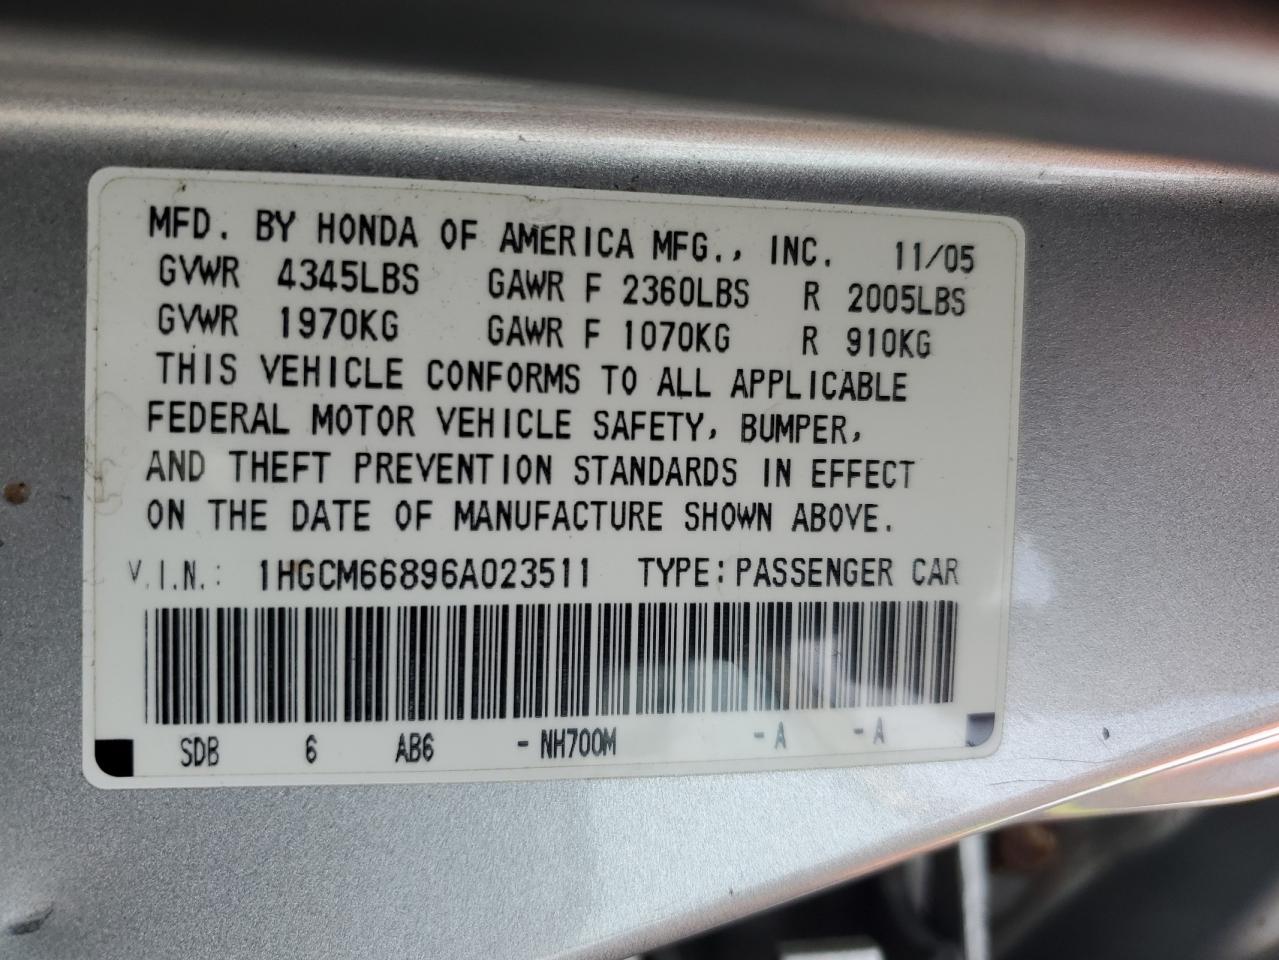 MFD. BY HONDA OF AMERICA MFG., INC. 11/05
GVWR 4345LBS GAWR F 2360LBS R 2005LBS
GVWR 1970KG GAWR F 1070KG R 910KG
THIS VEHICLE CONFORMS TO ALL APPLICABLE
FEDERAL MOTOR VEHICLE SAFETY, BUMPER,
AND THEFT PREVENTION STANDARDS IN EFFECT
ON THE DATE OF MANUFACTURE SHOWN ABOVE.
V.I.N.: 1HGCM66896A023511 TYPE: PASSENGER CAR
SDB 6 AB6 - NH700M - A - A